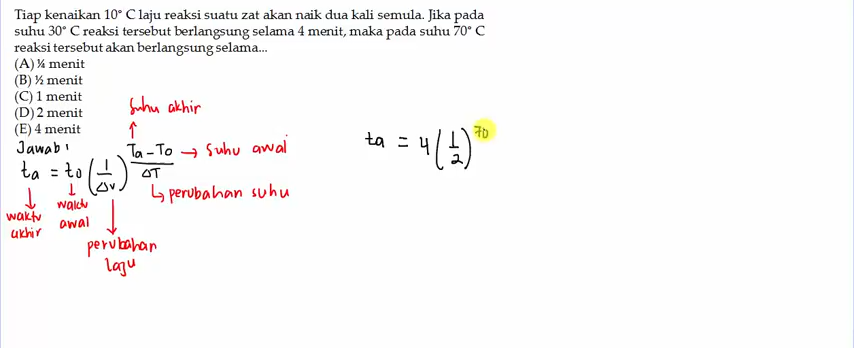 Tiap kenaikan 10° C laju reaksi suatu zat akan naik dua kali semula. Jika pada
suhu 30° C reaksi tersebut berlangsung selama 4 menit, maka pada suhu 70° C
reaksi tersebut akan berlangsung selama...
(A) ¼ menit
(B) ½ menit
(C) 1 menit
(D) 2 menit
(E) 4 menit
Suhu akhir
Jawab :
ta = to (1/Δv)^(Ta - To / ΔT)
suhu awal
perubahan suhu
waktu akhir
waktu awal
perubahan
laju
ta = 4 (1/2)^70